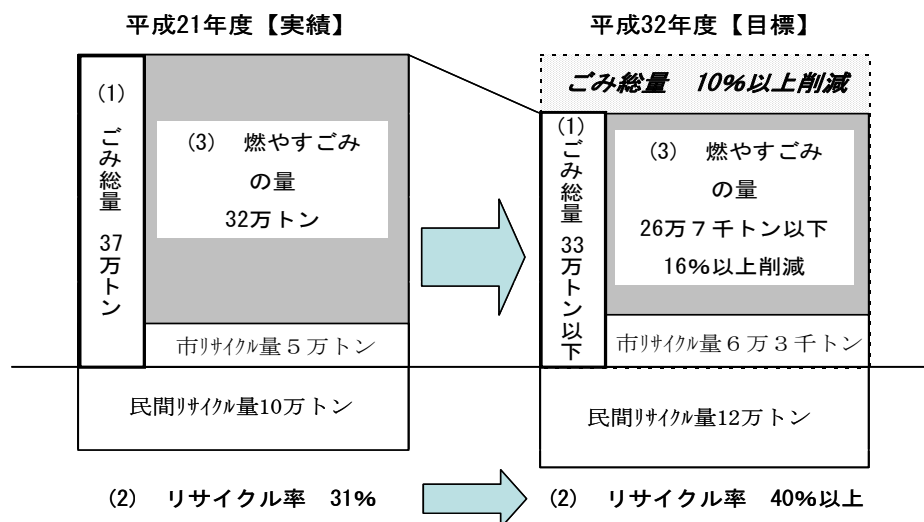 平成21年度【実績】
平成32年度【目標】
(1) ごみ総量 37万トン
(3) 燃やすごみ
の量
32万トン
市ﾘｻｲｸﾙ量５万トン
民間ﾘｻｲｸﾙ量10万トン
ごみ総量 10%以上削減
(1) ごみ総量 33万トン以下
(3) 燃やすごみ
の量
26万７千トン以下
16%以上削減
市ﾘｻｲｸﾙ量６万３千トン
民間ﾘｻｲｸﾙ量12万トン
(2) リサイクル率 31%
(2) リサイクル率 40%以上